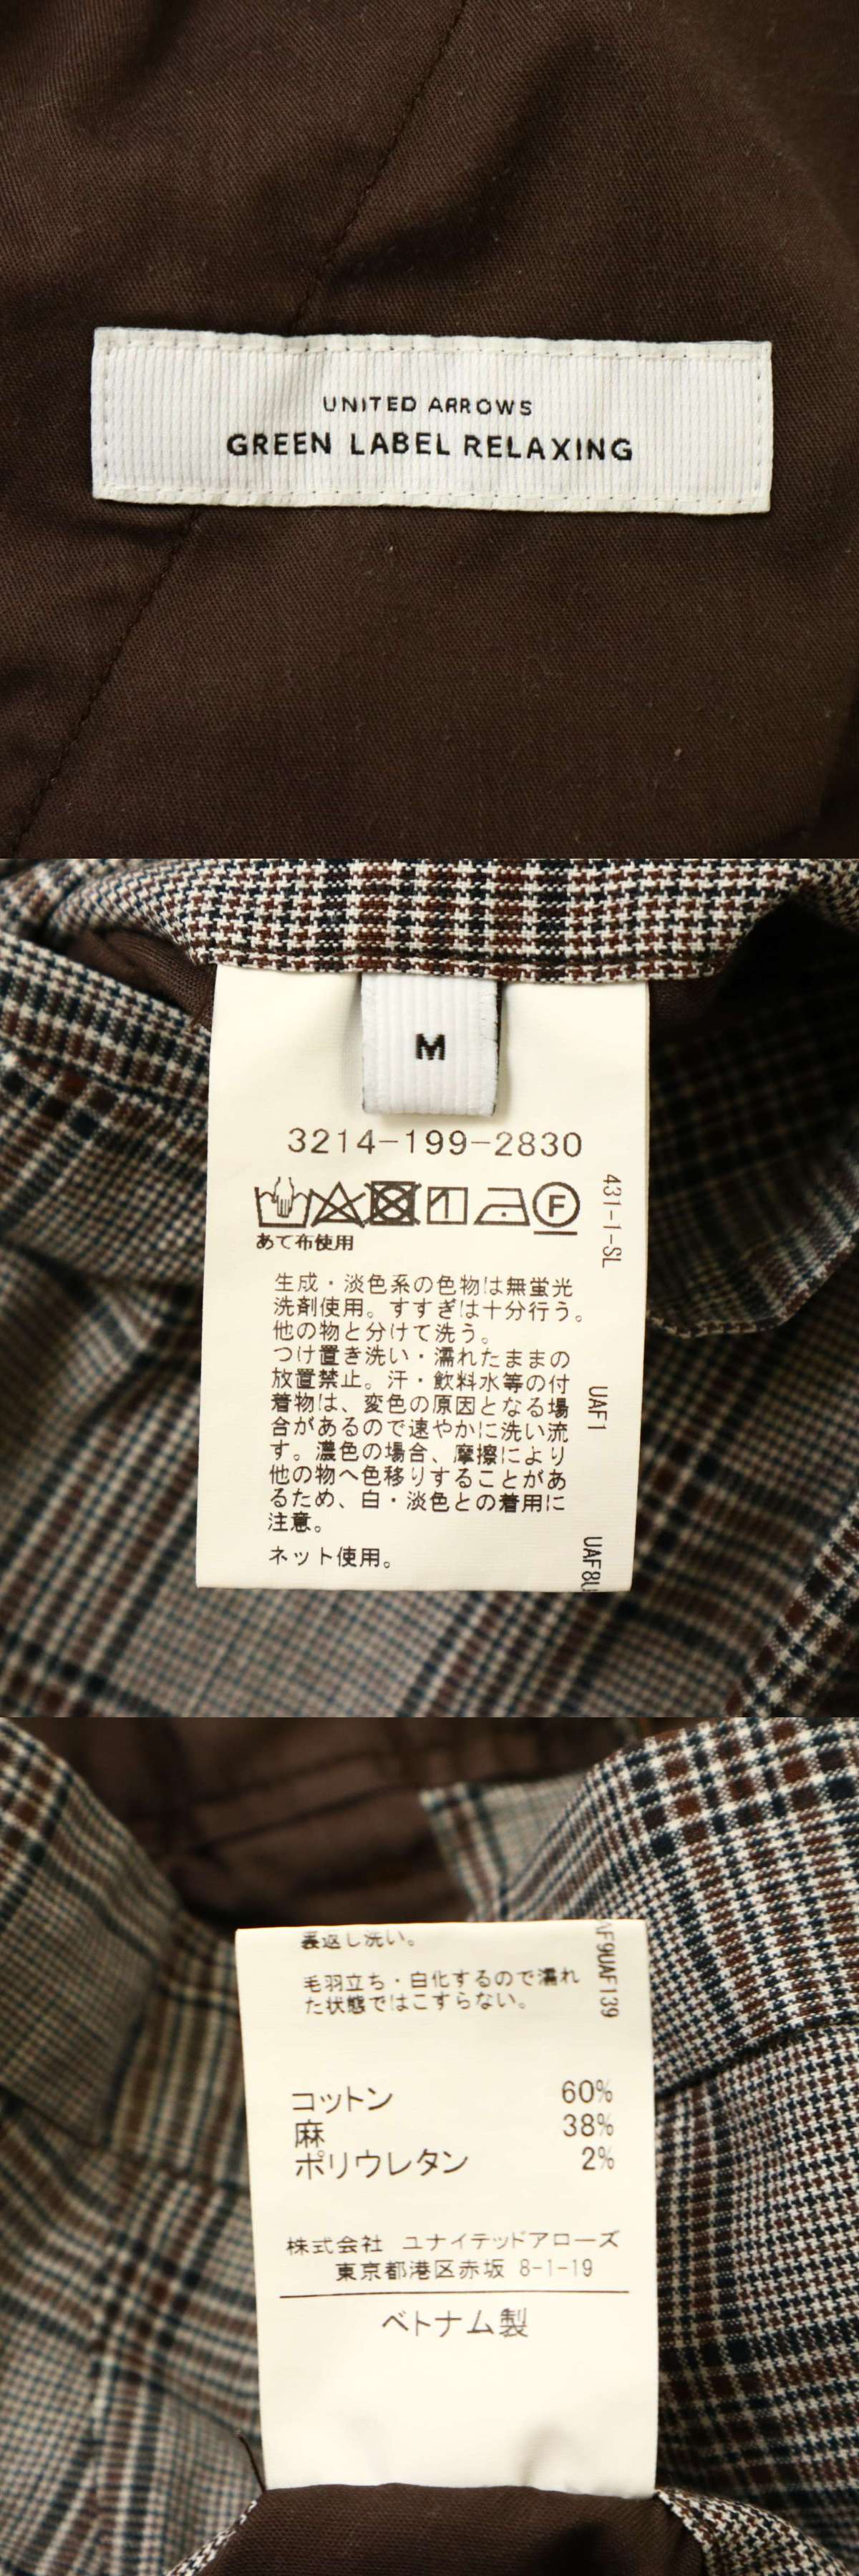 UNITED ARROWS
GREEN LABEL RELAXING
M
3214-199-2830
F
あて布使用
431-1-SL
生成・淡色系の色物は無蛍光
洗剤使用。すすぎは十分行う。
他の物と分けて洗う。
つけ置き洗い・濡れたままの
放置禁止。汗・飲料水等の付
着物は、変色の原因となる場
合があるので速やかに洗い流
す。濃色の場合、摩擦により
他の物へ色移りすることがあ
るため、白・淡色との着用に
注意。
ネット使用。
UAF1
UAF8U
裏返し洗い。
毛羽立ち・白化するので濡れ
た状態ではこすらない。
AF9UAF139
コットン 60%
麻 38%
ポリウレタン 2%
株式会社 ユナイテッドアローズ
東京都港区赤坂 8-1-19
ベトナム製